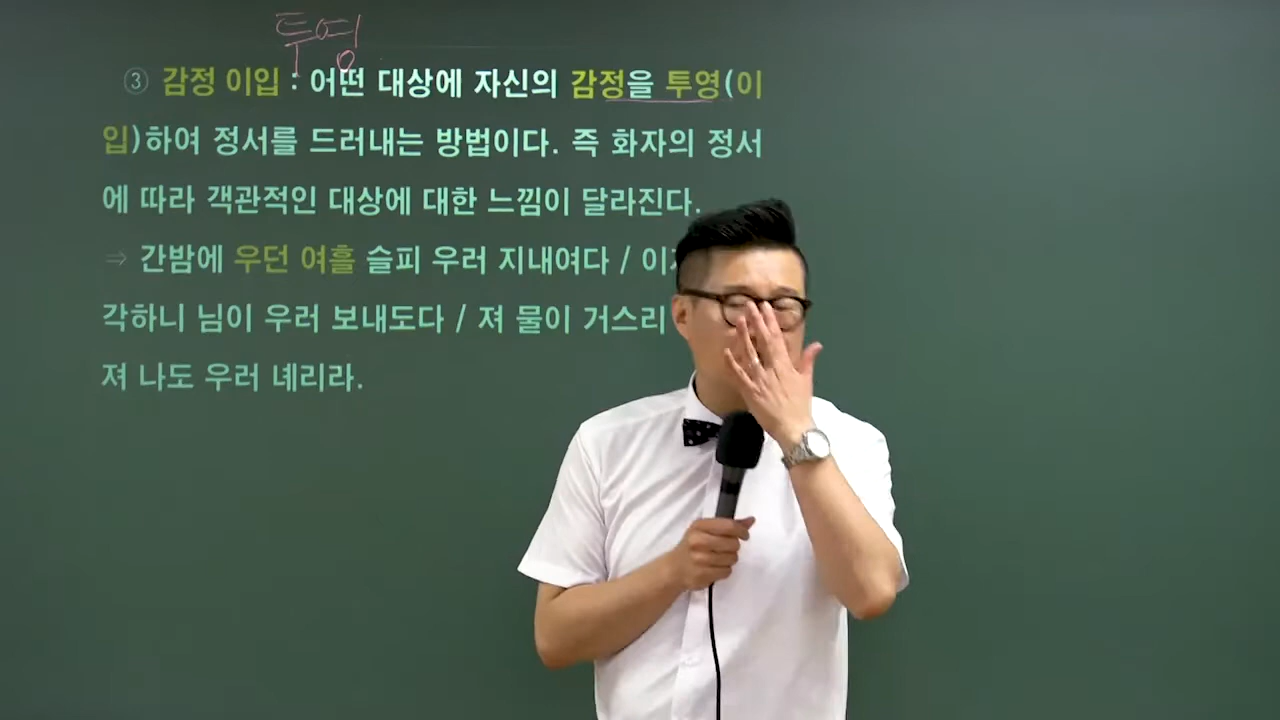 투영
③ 감정 이입 : 어떤 대상에 자신의 감정을 투영(이
입)하여 정서를 드러내는 방법이다. 즉 화자의 정서
에 따라 객관적인 대상에 대한 느낌이 달라진다.
⇒ 간밤에 우던 여흘 슬피 우러 지내여다 /
각하니 님이 우러 보내도다 / 져 물이 거스리
져 나도 우러 녜리라.